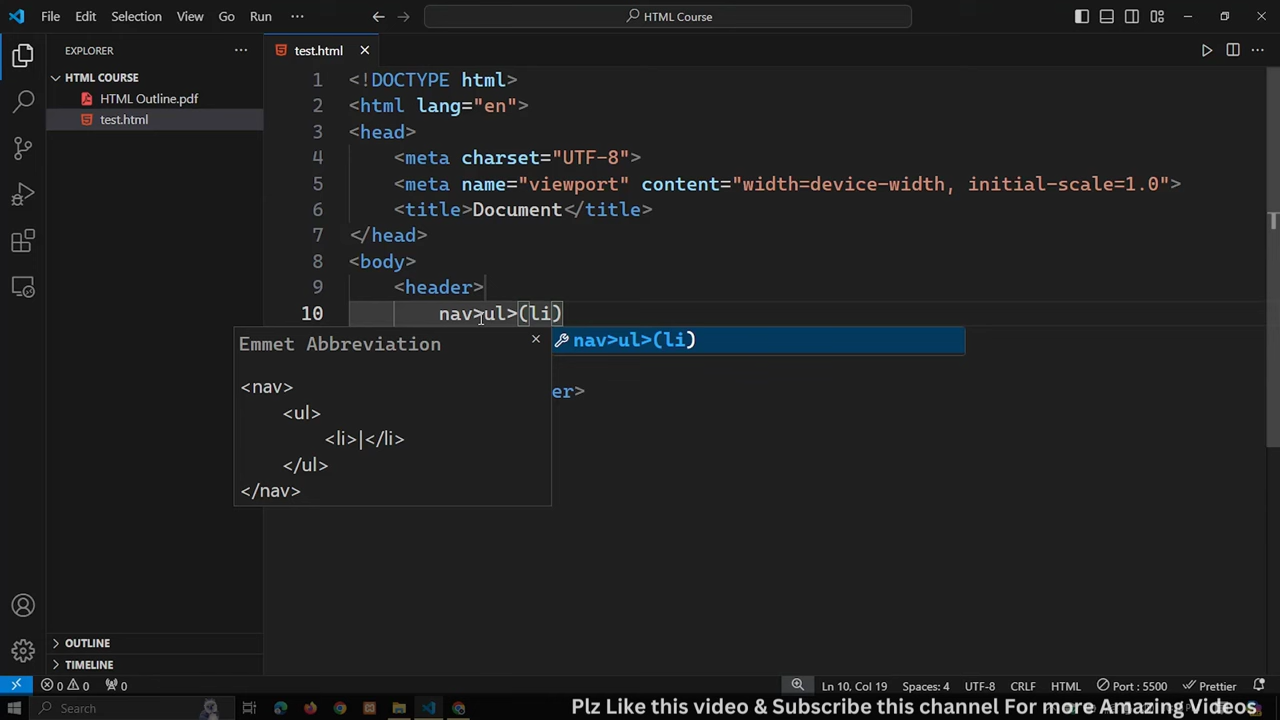 File Edit Selection View Go Run ··· HTML Course
EXPLORER ···
HTML COURSE
HTML Outline.pdf
test.html
test.html
1 <!DOCTYPE html>
2 <html lang="en">
3 <head>
4 <meta charset="UTF-8">
5 <meta name="viewport" content="width=device-width, initial-scale=1.0">
6 <title>Document</title>
7 </head>
8 <body>
9 <header>
10 nav>ul>(li)
nav>ul>(li)
er>
Emmet Abbreviation
<nav>
<ul>
<li>|</li>
</ul>
</nav>
OUTLINE
TIMELINE
0 0 0 Ln 10, Col 19 Spaces: 4 UTF-8 CRLF HTML Port : 5500 Prettier
Search
Plz Like this video & Subscribe this channel For more Amazing Videos